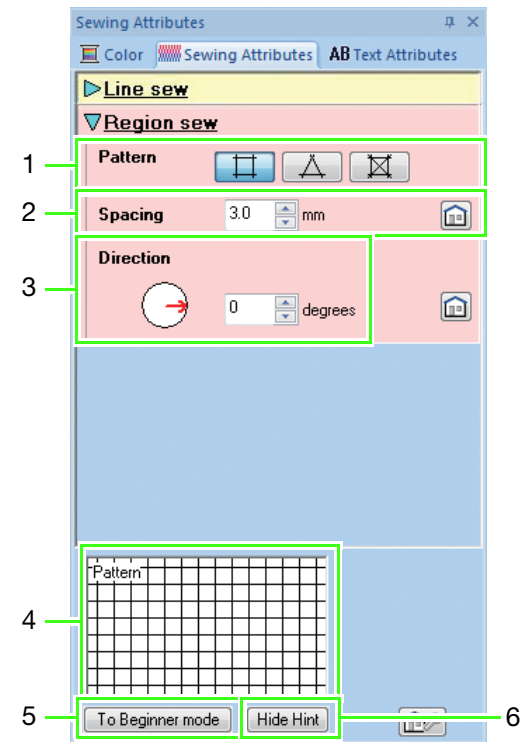 Sewing Attributes
Color Sewing Attributes AB Text Attributes
Line sew
Region sew
1 Pattern
2 Spacing 3.0 mm
Direction
3 0 degrees
Pattern
4
5 To Beginner mode Hide Hint 6